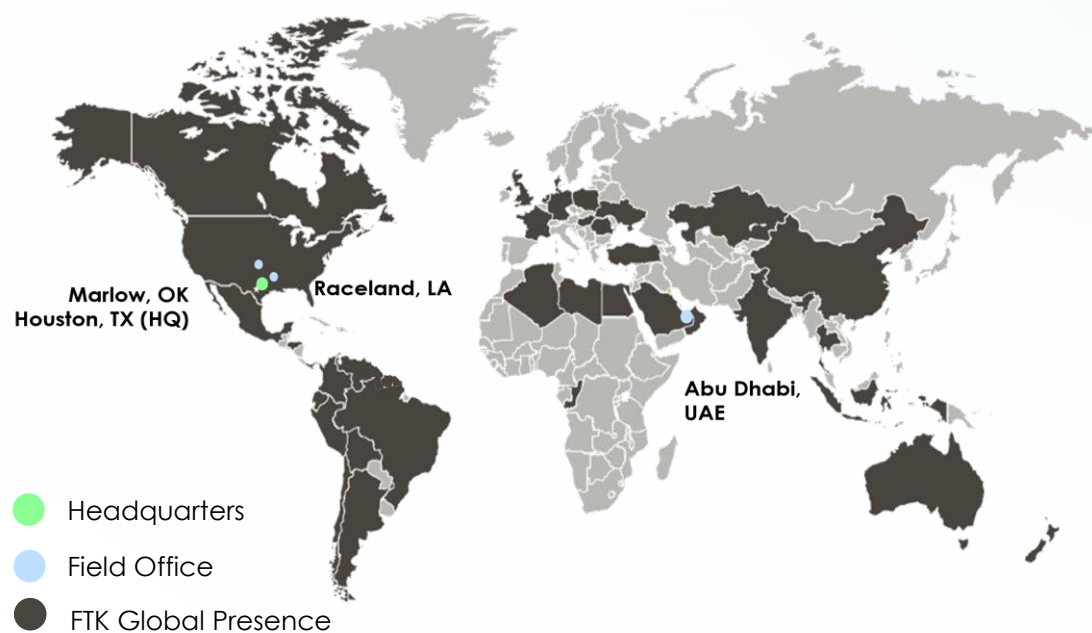 Marlow, OK
Houston, TX (HQ)
Raceland, LA
Abu Dhabi,
UAE
Headquarters
Field Office
FTK Global Presence